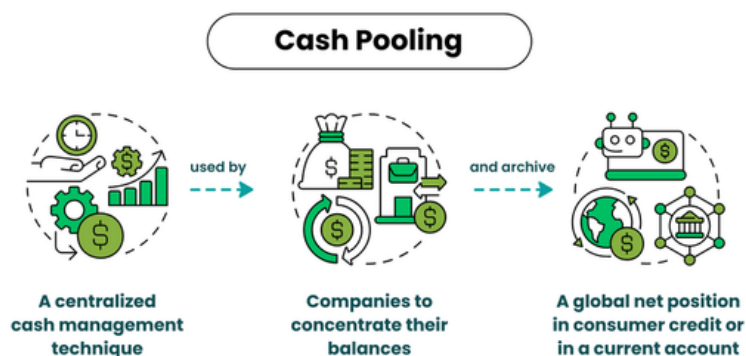 Cash Pooling
used by
and archive
A centralized
cash management
technique
Companies to
concentrate their
balances
A global net position
in consumer credit or
in a current account